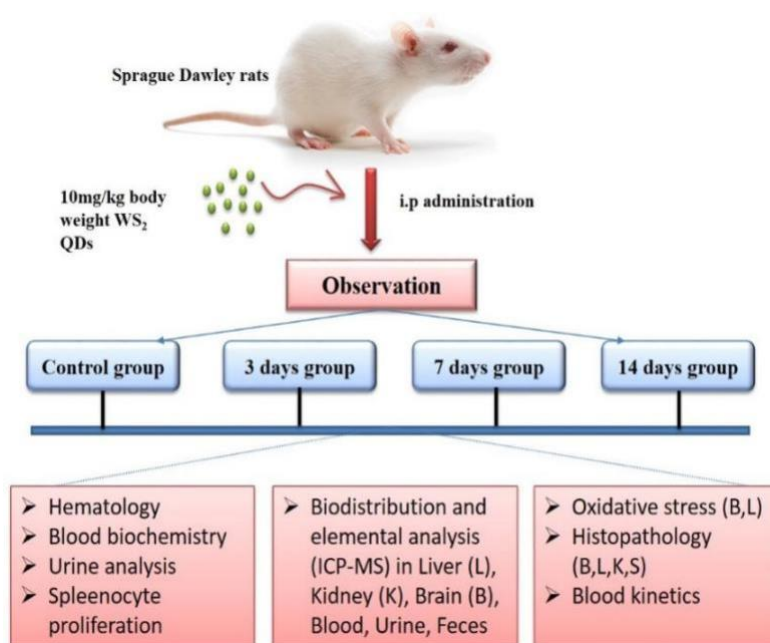 Sprague Dawley rats
10mg/kg body
weight WS₂
QDs
i.p administration
Observation
Control group
3 days group
7 days group
14 days group
➢ Hematology
➢ Blood biochemistry
➢ Urine analysis
➢ Spleenocyte
proliferation
➢ Biodistribution and
elemental analysis
(ICP-MS) in Liver (L),
Kidney (K), Brain (B),
Blood, Urine, Feces
➢ Oxidative stress (B,L)
➢ Histopathology
(B,L,K,S)
➢ Blood kinetics